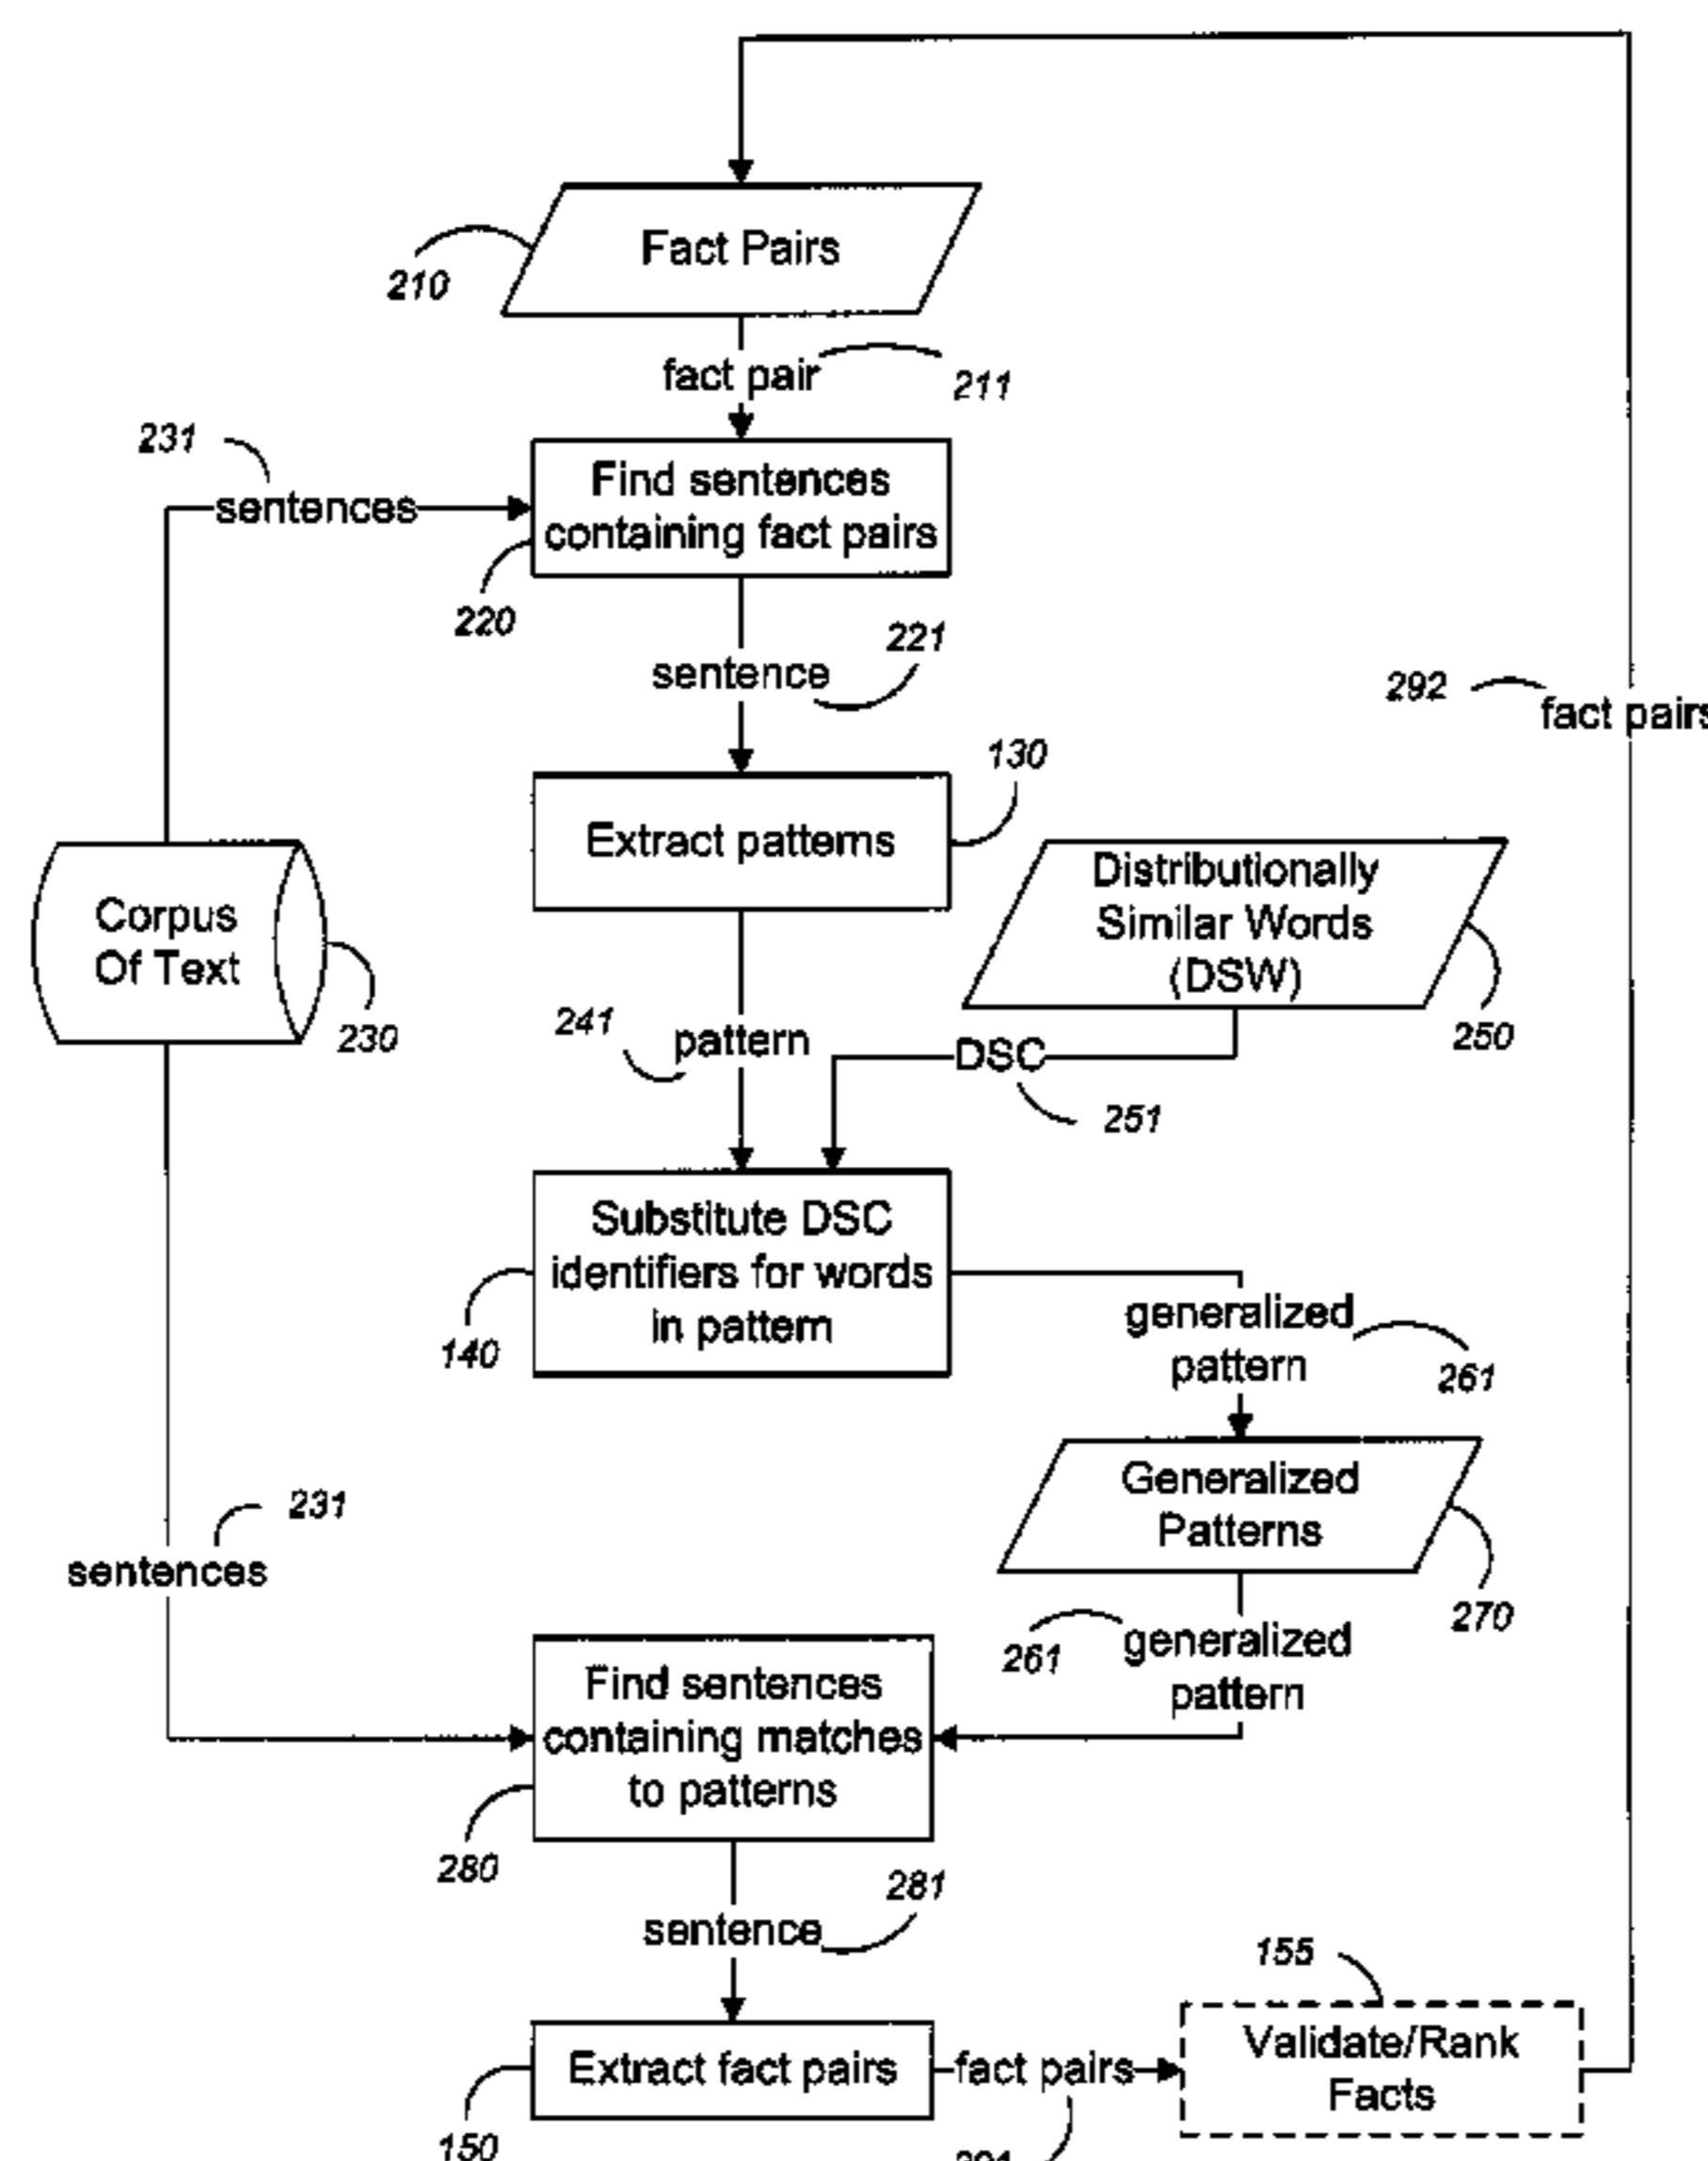 Fact Pairs
210
fact pair
211
231
sentences
Find sentences
containing fact pairs
220
221
sentence
292
fact pairs
130
Extract patterns
Distributionally
Similar Words
(DSW)
Corpus
Of Text
230
241
pattern
250
DSC
251
Substitute DSC
identifiers for words
in pattern
140
generalized
pattern
261
Generalized
Patterns
231
sentences
270
261
generalized
pattern
Find sentences
containing matches
to patterns
280
281
sentence
155
Validate/Rank
Facts
Extract fact pairs
fact pairs
150